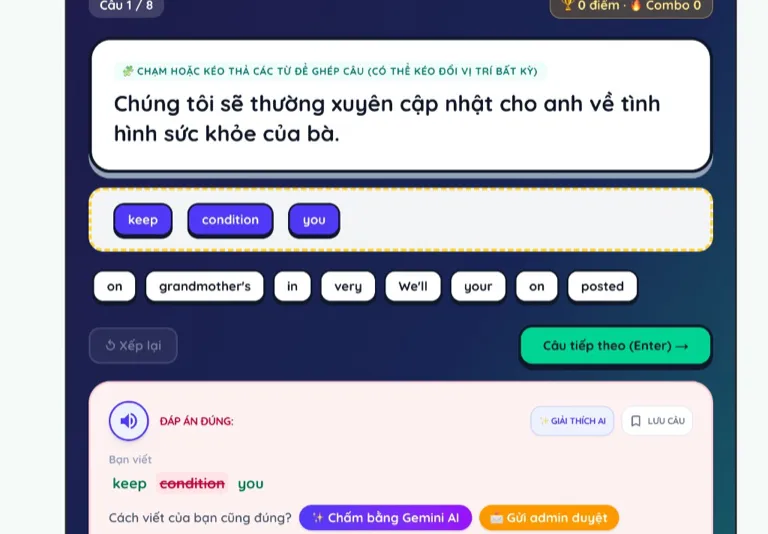 Câu 1 / 8
🏆 0 điểm · 🔥 Combo 0
🧩 CHẠM HOẶC KÉO THẢ CÁC TỪ ĐỂ GHÉP CÂU (CÓ THỂ KÉO ĐỔI VỊ TRÍ BẤT KỲ)
Chúng tôi sẽ thường xuyên cập nhật cho anh về tình
hình sức khỏe của bà.
keep condition you
on grandmother's in very We'll your on posted
↺ Xếp lại
Câu tiếp theo (Enter) →
ĐÁP ÁN ĐÚNG:
✨ GIẢI THÍCH AI
LƯU CÂU
Bạn viết
keep condition you
Cách viết của bạn cũng đúng? ✨ Chấm bằng Gemini AI 📩 Gửi admin duyệt